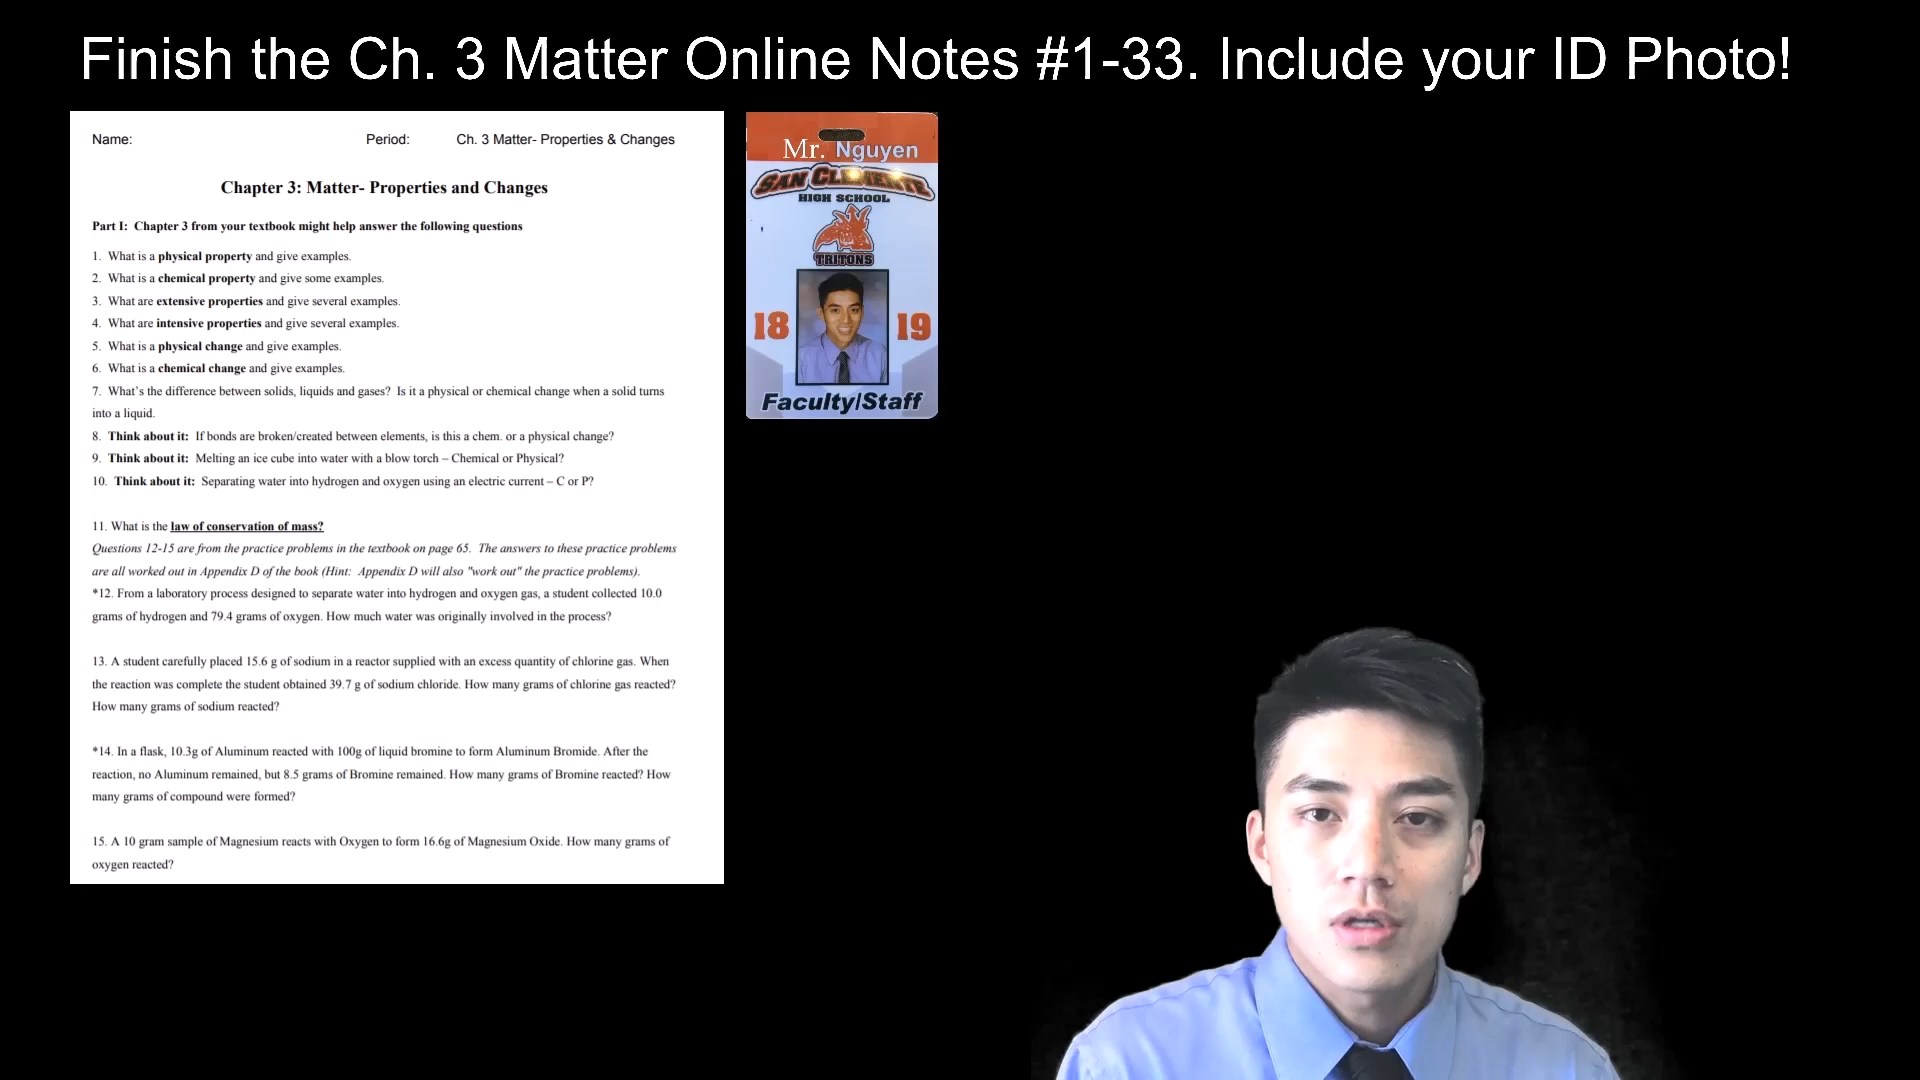 Finish the Ch. 3 Matter Online Notes #1-33. Include your ID Photo!
Name: Period: Ch. 3 Matter- Properties & Changes
Chapter 3: Matter- Properties and Changes
Part I: Chapter 3 from your textbook might help answer the following questions
1. What is a physical property and give examples.
2. What is a chemical property and give some examples.
3. What are extensive properties and give several examples.
4. What are intensive properties and give several examples.
5. What is a physical change and give examples.
6. What is a chemical change and give examples.
7. What's the difference between solids, liquids and gases? Is it a physical or chemical change when a solid turns
into a liquid.
8. Think about it: If bonds are broken/created between elements, is this a chem. or a physical change?
9. Think about it: Melting an ice cube into water with a blow torch – Chemical or Physical?
10. Think about it: Separating water into hydrogen and oxygen using an electric current – C or P?
11. What is the law of conservation of mass?
Questions 12-15 are from the practice problems in the textbook on page 65. The answers to these practice problems
are all worked out in Appendix D of the book (Hint: Appendix D will also "work out" the practice problems).
*12. From a laboratory process designed to separate water into hydrogen and oxygen gas, a student collected 10.0
grams of hydrogen and 79.4 grams of oxygen. How much water was originally involved in the process?
13. A student carefully placed 15.6 g of sodium in a reactor supplied with an excess quantity of chlorine gas. When
the reaction was complete the student obtained 39.7 g of sodium chloride. How many grams of chlorine gas reacted?
How many grams of sodium reacted?
*14. In a flask, 10.3g of Aluminum reacted with 100g of liquid bromine to form Aluminum Bromide. After the
reaction, no Aluminum remained, but 8.5 grams of Bromine remained. How many grams of Bromine reacted? How
many grams of compound were formed?
15. A 10 gram sample of Magnesium reacts with Oxygen to form 16.6g of Magnesium Oxide. How many grams of
oxygen reacted?
Mr. Nguyen
SAN CLEMENTE
HIGH SCHOOL
TRITONS
18 19
Faculty/Staff